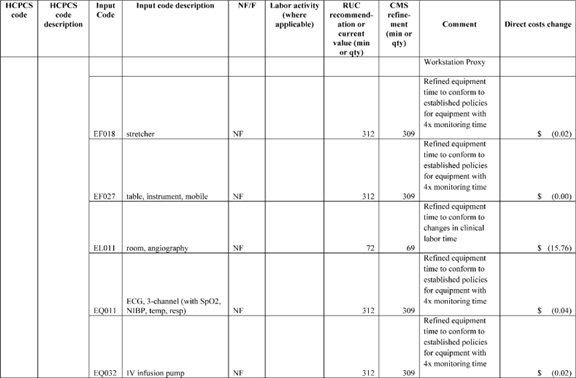 HCPCS code
HCPCS code description
Input Code
Input code description
NF/F
Labor activity (where applicable)
RUC recommend-ation or current value (min or qty)
CMS refine-ment (min or qty)
Comment
Direct costs change
Workstation Proxy
EF018 stretcher NF 312 309 Refined equipment time to conform to established policies for equipment with 4x monitoring time $ (0.02)
EF027 table, instrument, mobile NF 312 309 Refined equipment time to conform to established policies for equipment with 4x monitoring time $ (0.00)
EL011 room, angiography NF 72 69 Refined equipment time to conform to changes in clinical labor time $ (15.76)
EQ011 ECG, 3-channel (with SpO2, NIBP, temp, resp) NF 312 309 Refined equipment time to conform to established policies for equipment with 4x monitoring time $ (0.04)
EQ032 IV infusion pump NF 312 309 Refined equipment time to conform to established policies for equipment with 4x monitoring time $ (0.02)